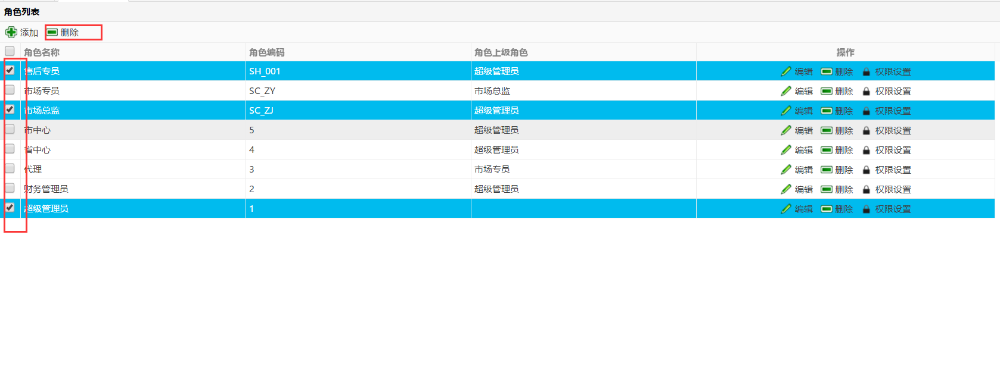 角色列表
添加 删除
角色名称 角色编码 角色上级角色 操作
售后专员 SH_001 超级管理员 编辑 删除 权限设置
市场专员 SC_ZY 市场总监 编辑 删除 权限设置
市场总监 SC_ZJ 超级管理员 编辑 删除 权限设置
市中心 5 超级管理员 编辑 删除 权限设置
省中心 4 超级管理员 编辑 删除 权限设置
代理 3 市场专员 编辑 删除 权限设置
财务管理员 2 超级管理员 编辑 删除 权限设置
超级管理员 1 编辑 删除 权限设置